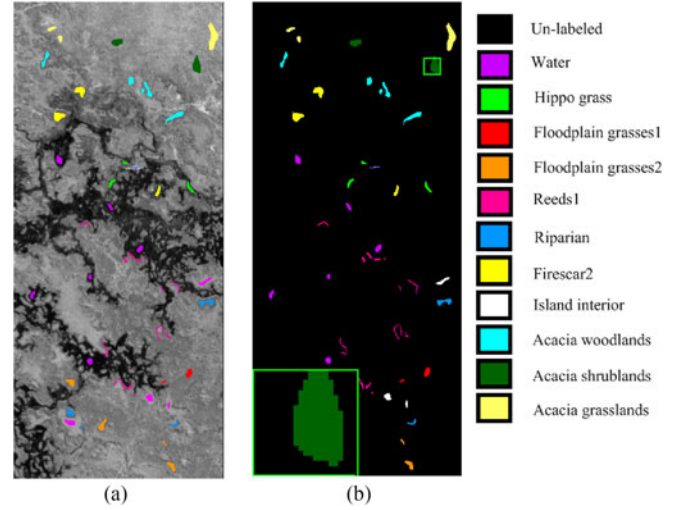 Un-labeled
Water
Hippo grass
Floodplain grasses1
Floodplain grasses2
Reeds1
Riparian
Firescar2
Island interior
Acacia woodlands
Acacia shrublands
Acacia grasslands
(a)
(b)